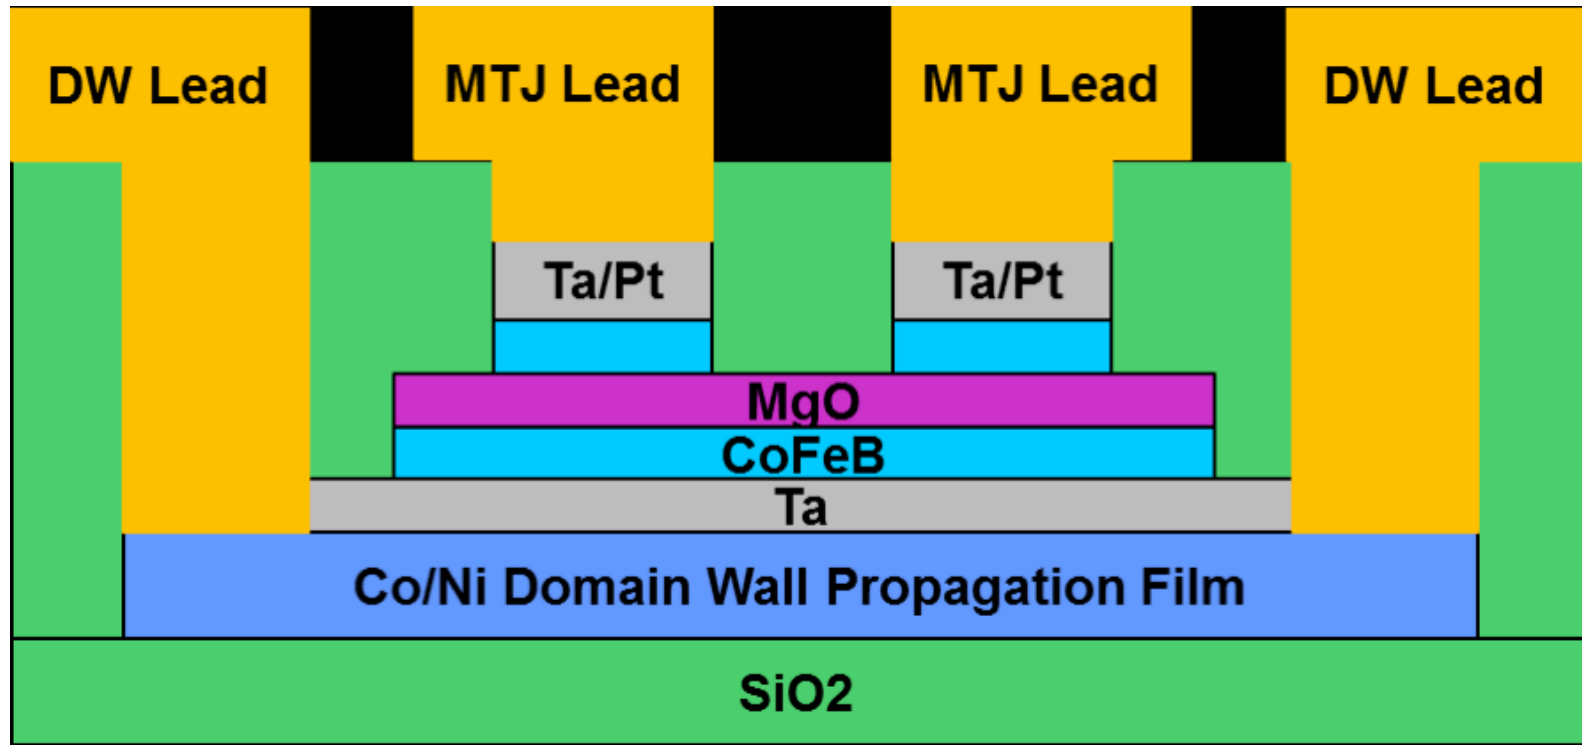 DW Lead
MTJ Lead
MTJ Lead
DW Lead
Ta/Pt
Ta/Pt
MgO
CoFeB
Ta
Co/Ni Domain Wall Propagation Film
SiO2